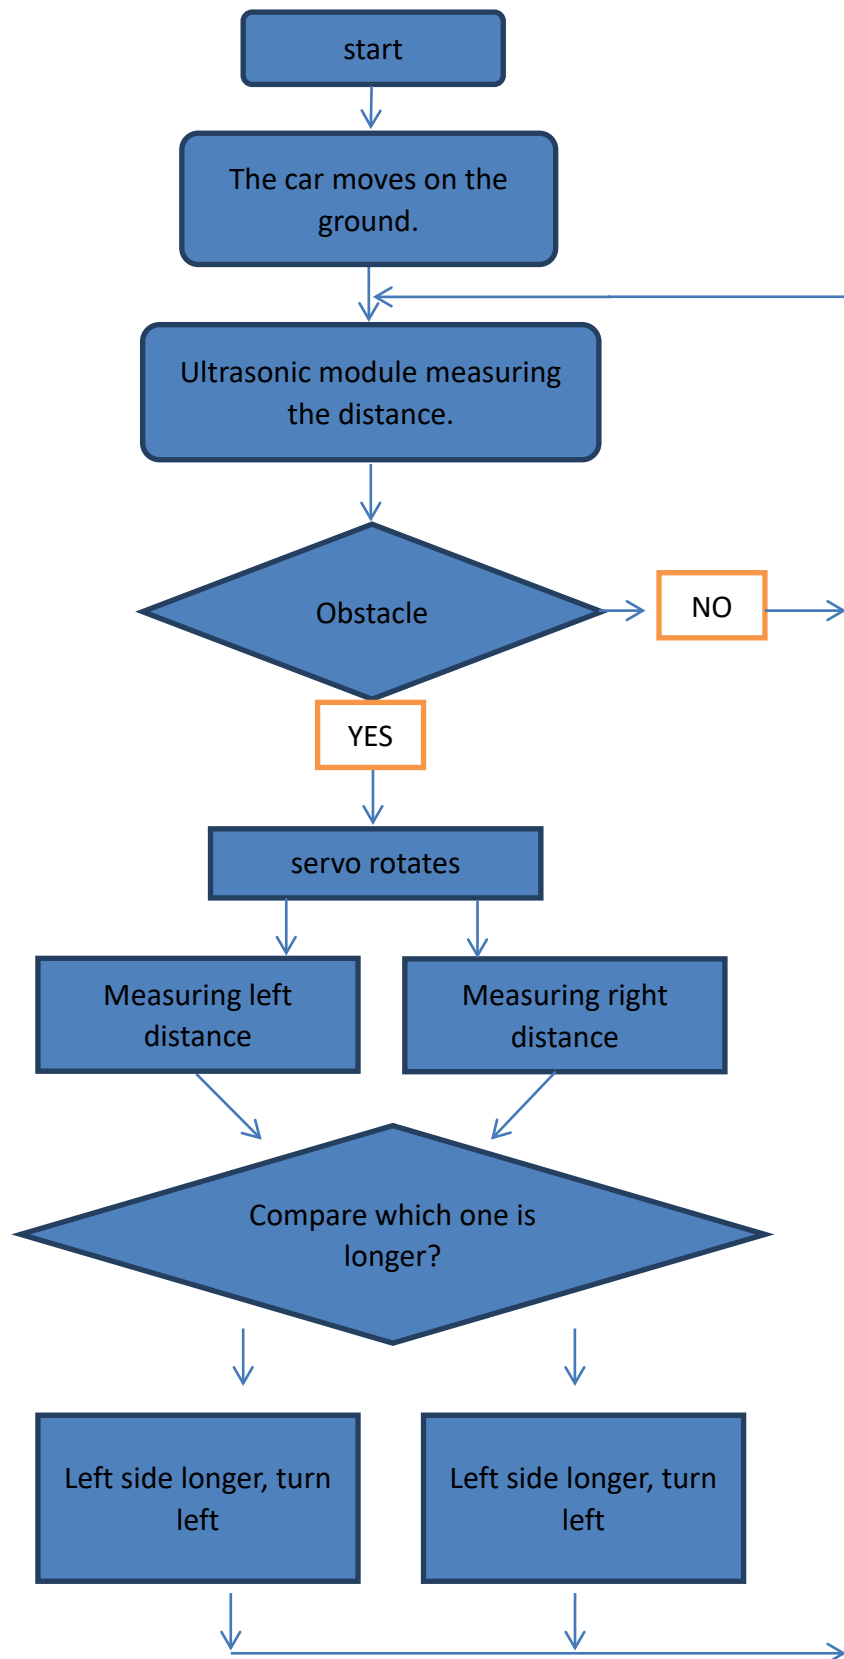 start
The car moves on the
ground.
Ultrasonic module measuring
the distance.
Obstacle
NO
YES
servo rotates
Measuring left
distance
Measuring right
distance
Compare which one is
longer?
Left side longer, turn
left
Left side longer, turn
left